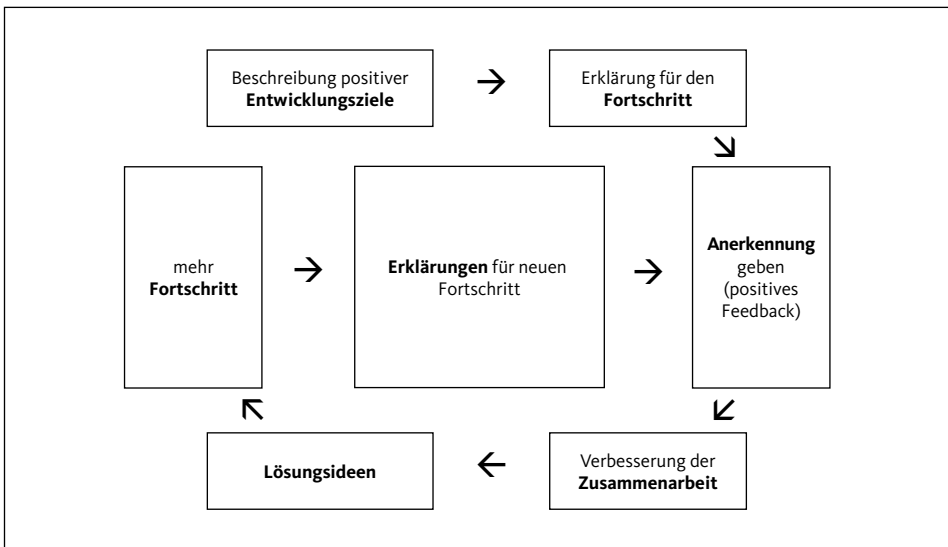 Beschreibung positiver
Entwicklungsziele
Erklärung für den
Fortschritt
mehr
Fortschritt
Erklärungen für neuen
Fortschritt
Anerkennung
geben
(positives
Feedback)
Lösungsideen
Verbesserung der
Zusammenarbeit